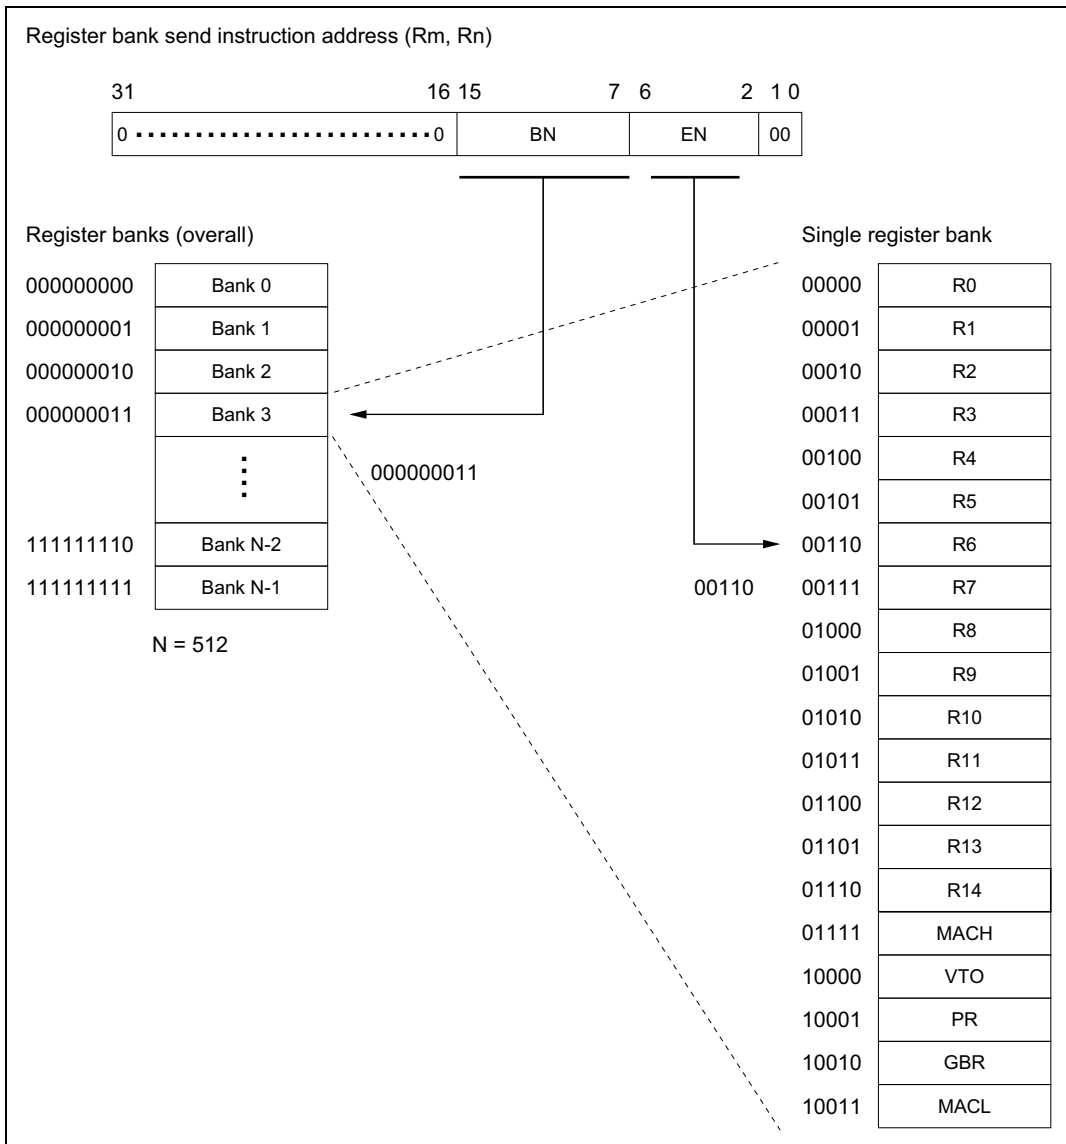 Register bank send instruction address (Rm, Rn)
31 16 15 7 6 2 1 0
0 0 BN EN 00
Register banks (overall)
000000000 Bank 0
000000001 Bank 1
000000010 Bank 2
000000011 Bank 3
000000011
111111110 Bank N-2
111111111 Bank N-1
N = 512
Single register bank
00000 R0
00001 R1
00010 R2
00011 R3
00100 R4
00101 R5
00110 R6
00110
00111 R7
01000 R8
01001 R9
01010 R10
01011 R11
01100 R12
01101 R13
01110 R14
01111 MACH
10000 VTO
10001 PR
10010 GBR
10011 MACL